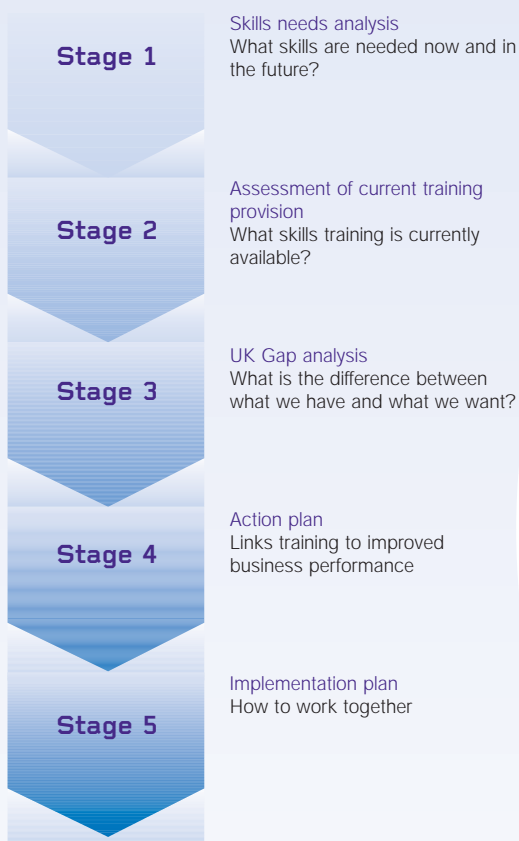 Stage 1
Skills needs analysis
What skills are needed now and in
the future?
Stage 2
Assessment of current training
provision
What skills training is currently
available?
Stage 3
UK Gap analysis
What is the difference between
what we have and what we want?
Stage 4
Action plan
Links training to improved
business performance
Stage 5
Implementation plan
How to work together